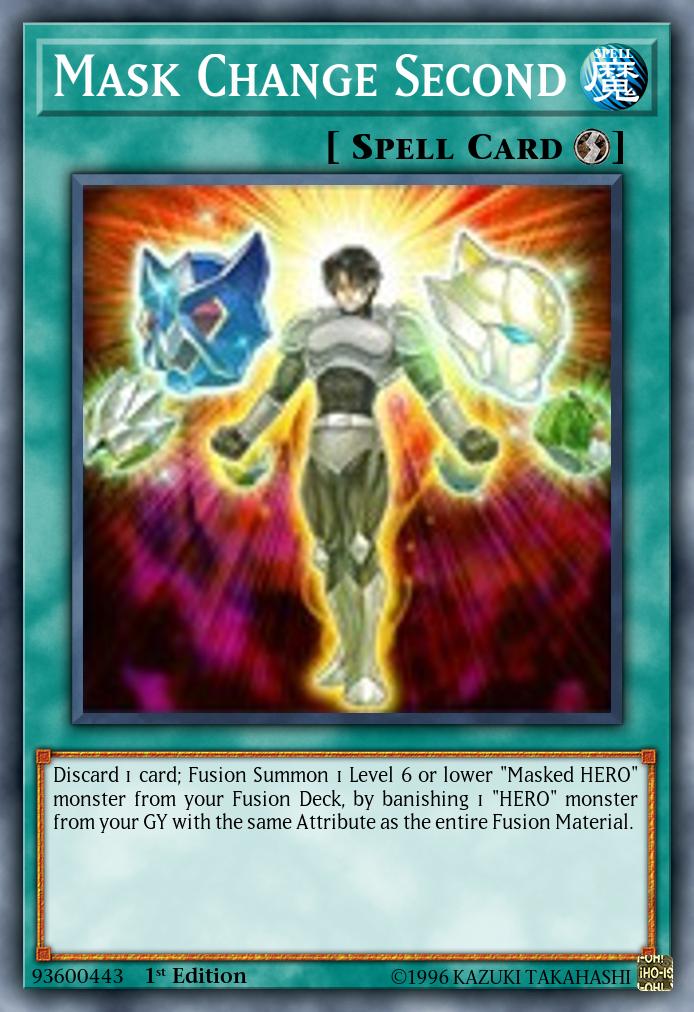 MASK CHANGE SECOND
SPELL
魔
[ SPELL CARD ]
Discard 1 card; Fusion Summon 1 Level 6 or lower "Masked HERO"
monster from your Fusion Deck, by banishing 1 "HERO" monster
from your GY with the same Attribute as the entire Fusion Material.
93600443 1st Edition ©1996 KAZUKI TAKAHASHI